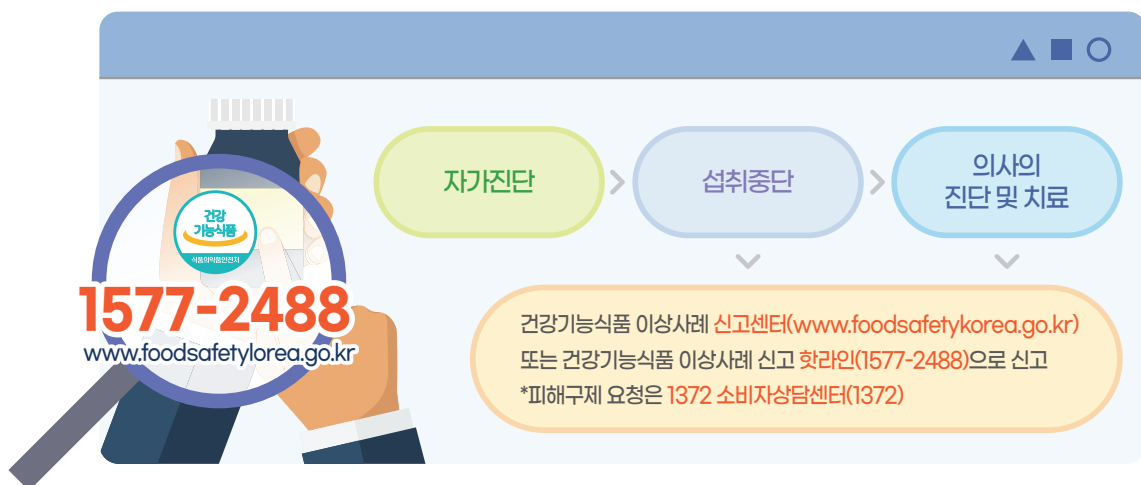 자가진단
섭취중단
의사의
진단 및 치료
건강
기능식품
식품의약품안전처
1577-2488
www.foodsafetylorea.go.kr
건강기능식품 이상사례 신고센터(www.foodsafetykorea.go.kr)
또는 건강기능식품 이상사례 신고 핫라인(1577-2488)으로 신고
*피해구제 요청은 1372 소비자상담센터(1372)